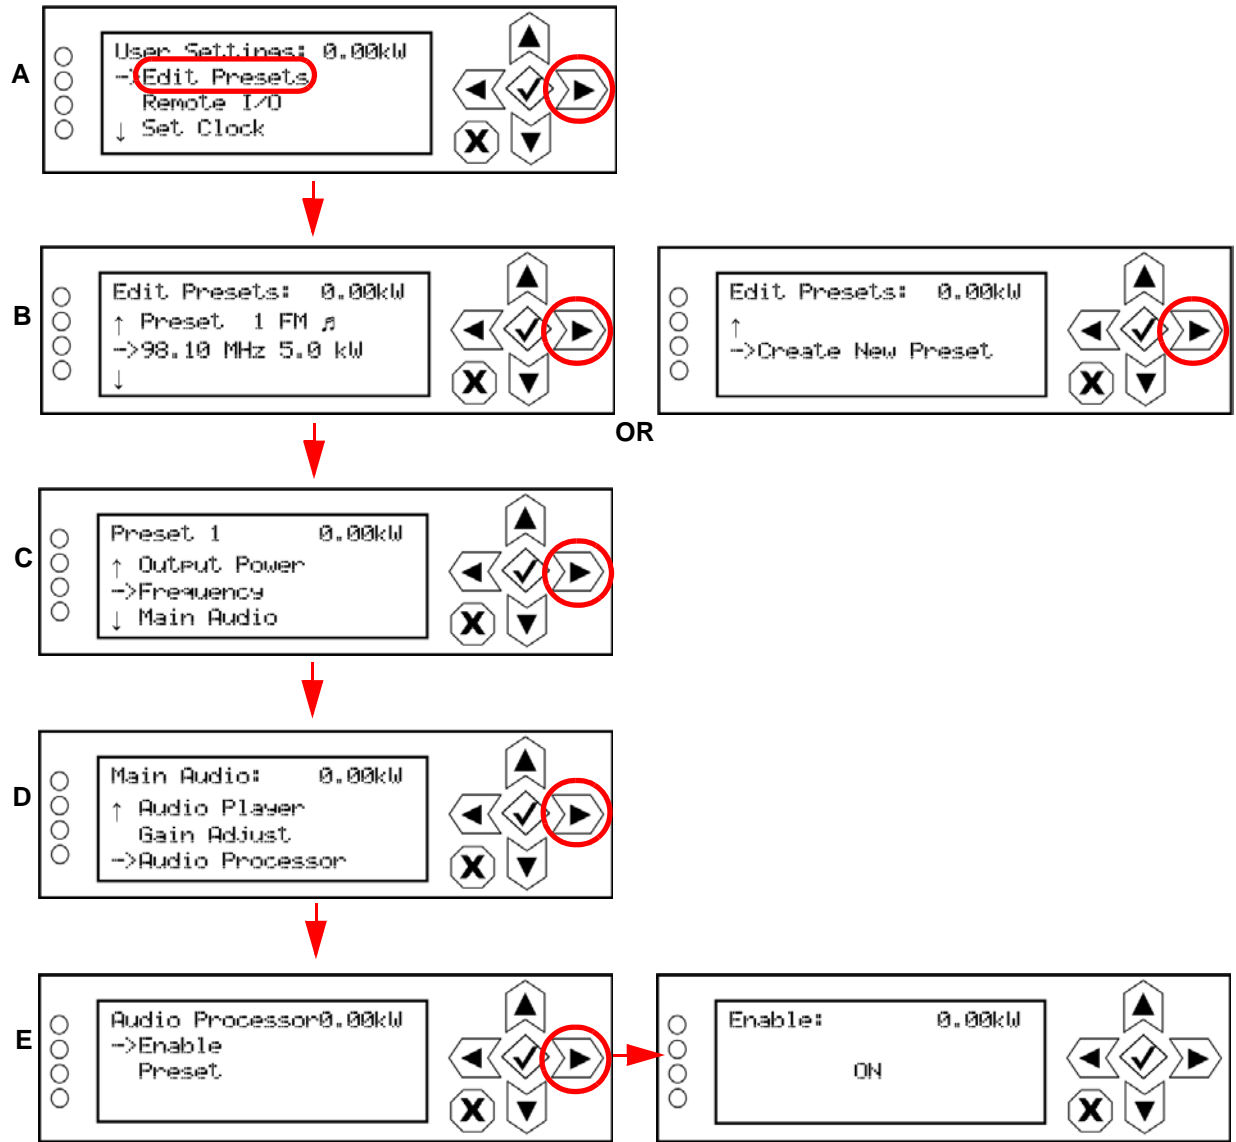 A
User Settings: 0.00kW
->Edit Presets
Remote I/O
↓ Set Clock
X
B
Edit Presets: 0.00kW
↑ Preset 1 FM ♬
->98.10 MHz 5.0 kW
↓
X
Edit Presets: 0.00kW
↑
->Create New Preset
X
OR
C
Preset 1 0.00kW
↑ Output Power
->Frequency
↓ Main Audio
X
D
Main Audio: 0.00kW
↑ Audio Player
Gain Adjust
->Audio Processor
X
E
Audio Processor0.00kW
->Enable
Preset
X
Enable: 0.00kW
ON
X